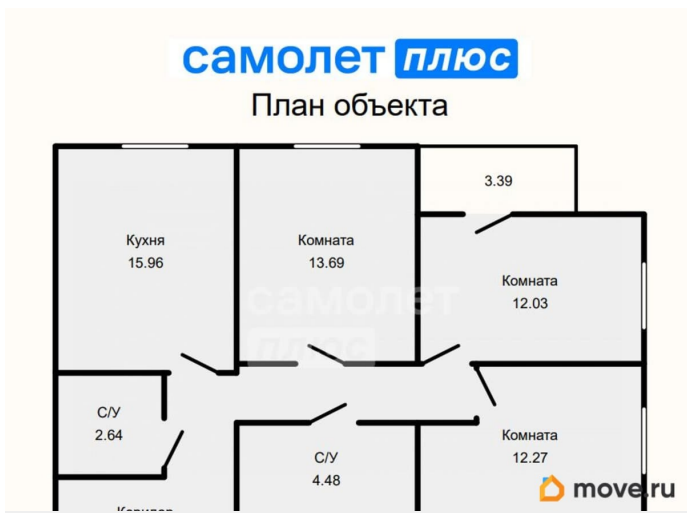 самолет плюс
План объекта
3.39
Кухня
15.96
Комната
13.69
Комната
12.03
самолет
плюс
С/У
2.64
С/У
4.48
Комната
12.27
Коридор
move.ru